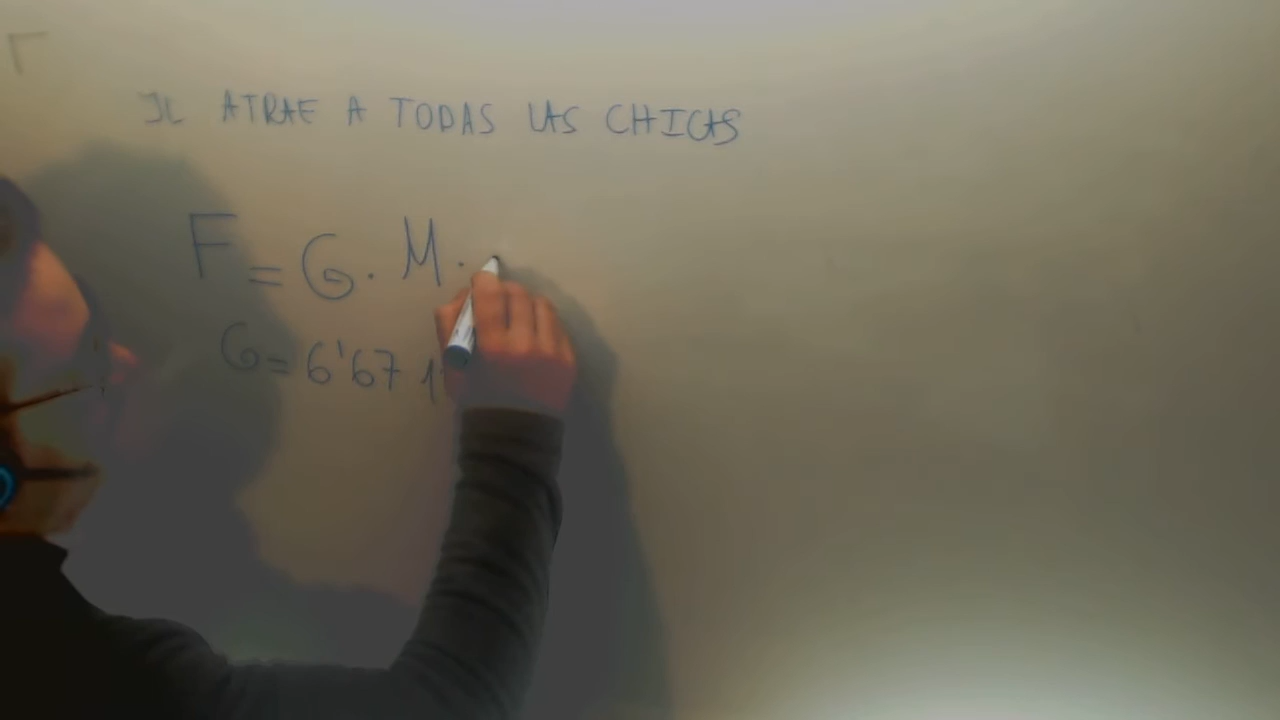 JL ATRAE A TODAS LAS CHICAS
F = G · M ·
G = 6'67 1